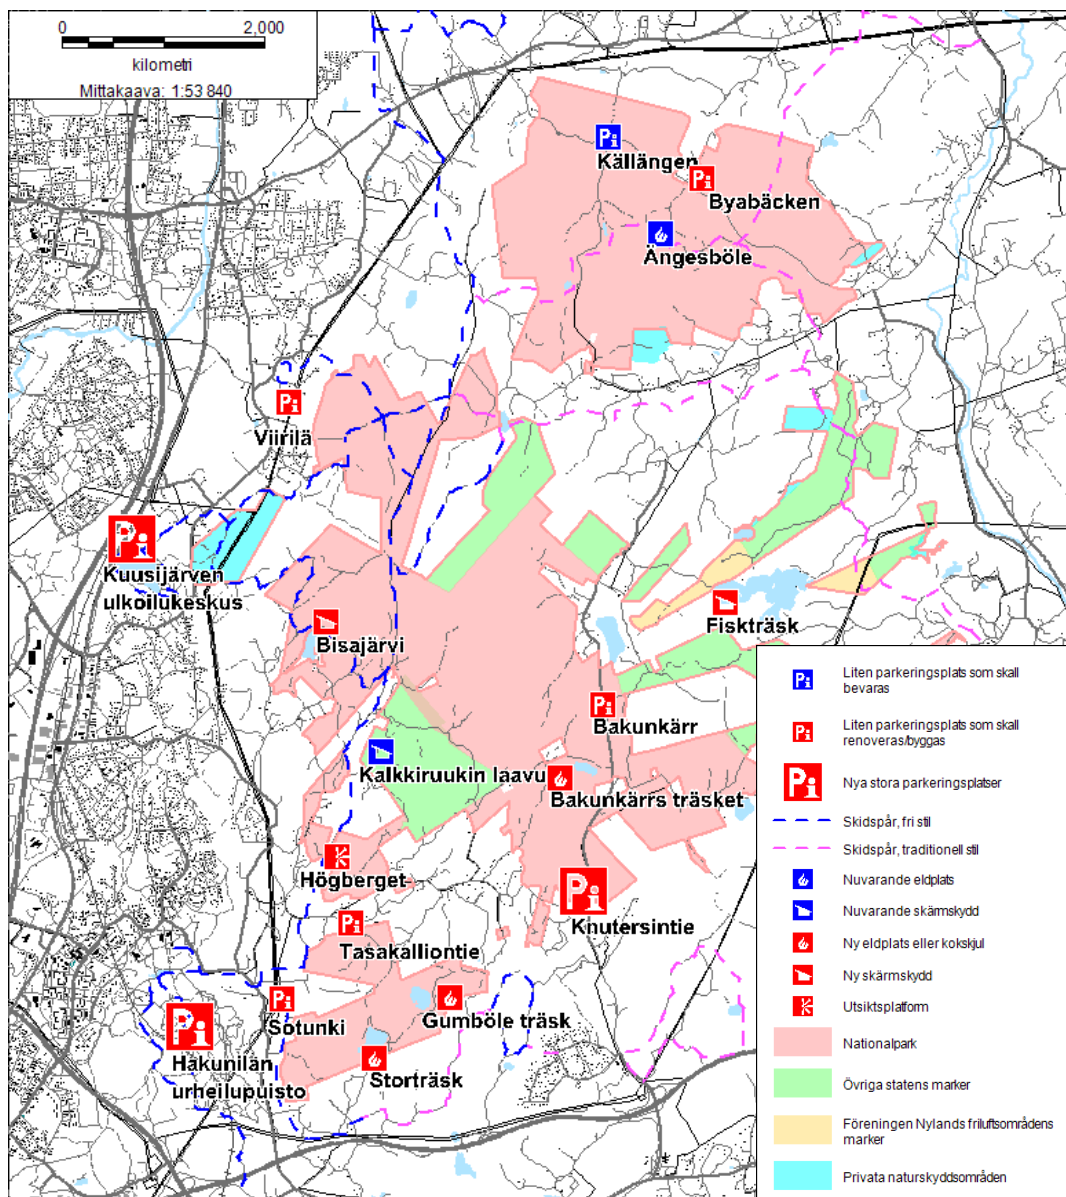 0 2,000
kilometri
Mittakaava: 1:53 840
Källängen
Byabäcken
Ängesböle
Viirilä
Kuusijärven
ulkoilukeskus
Bisajärvi
Fiskträsk
Bakunkärr
Kalkkiruukin laavu
Bakunkärrs träsket
Högberget
Knutersintie
Tasakalliontie
Sotunki
Gumböle träsk
Hakunilän
urheilupuisto
Storträsk
Liten parkeringsplats som skall
bevaras
Liten parkeringsplats som skall
renoveras/byggas
Nya stora parkeringsplatser
Skidspår, fri stil
Skidspår, traditionell stil
Nuvarande eldplats
Nuvarande skärmskydd
Ny eldplats eller kokskjul
Ny skärmskydd
Utsiktsplatform
Nationalpark
Övriga statens marker
Föreningen Nylands friluftsområdens
marker
Privata naturskyddsområden